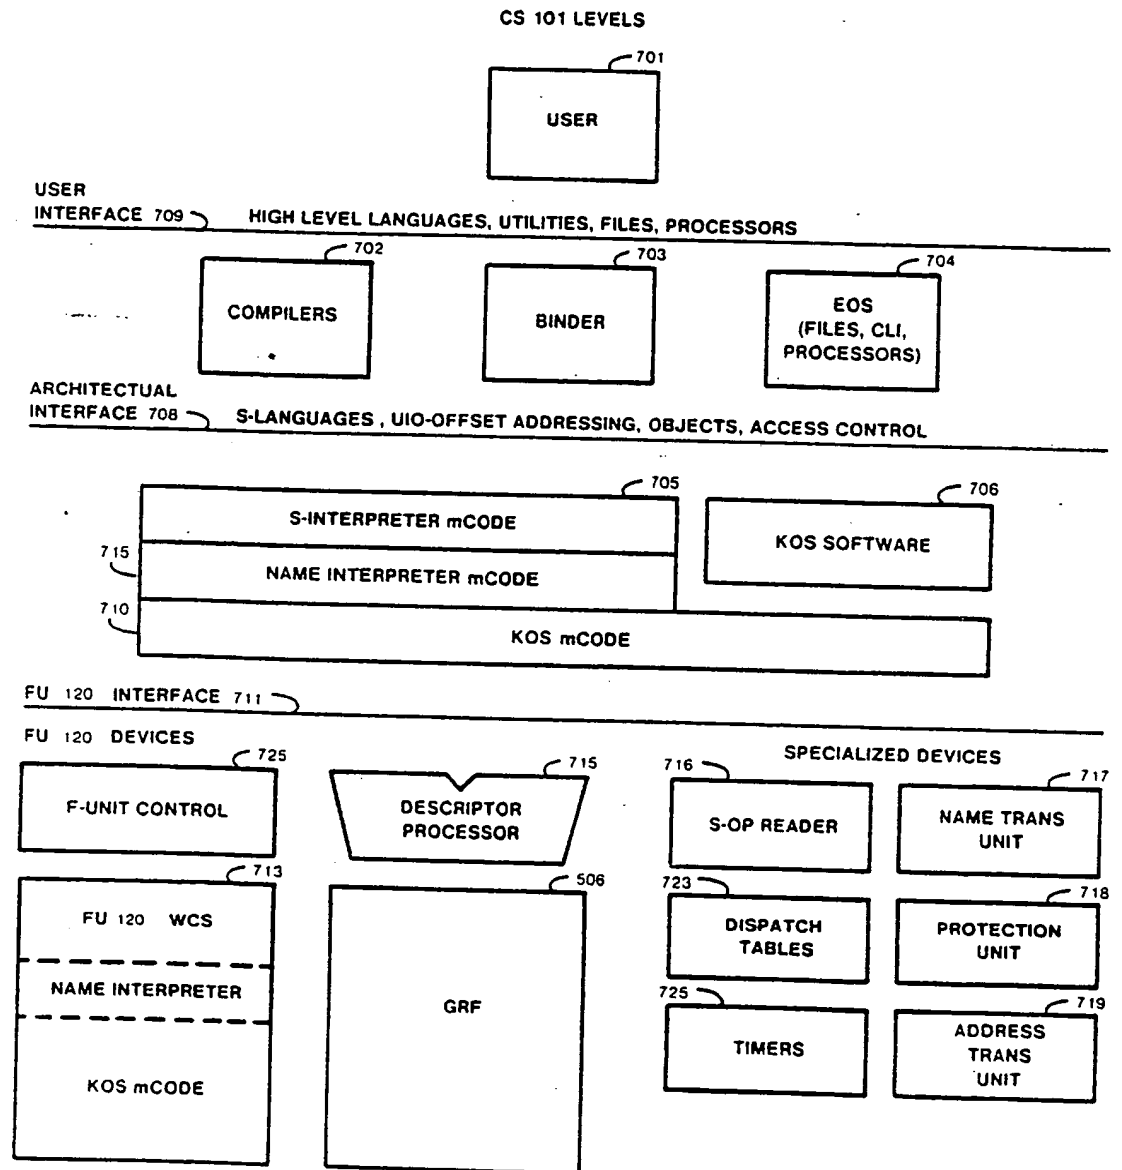 CS 101 LEVELS
701
USER
USER
INTERFACE 709
HIGH LEVEL LANGUAGES, UTILITIES, FILES, PROCESSORS
702
703
704
COMPILERS
BINDER
EOS
(FILES, CLI,
PROCESSORS)
ARCHITECTUAL
INTERFACE 708
S-LANGUAGES , UIO-OFFSET ADDRESSING, OBJECTS, ACCESS CONTROL
705
706
S-INTERPRETER mCODE
KOS SOFTWARE
715
NAME INTERPRETER mCODE
710
KOS mCODE
FU 120 INTERFACE 711
FU 120 DEVICES
SPECIALIZED DEVICES
725
715
716
717
F-UNIT CONTROL
DESCRIPTOR
PROCESSOR
S-OP READER
NAME TRANS
UNIT
713
506
723
718
FU 120 WCS
DISPATCH
TABLES
PROTECTION
UNIT
NAME INTERPRETER
GRF
725
719
KOS mCODE
TIMERS
ADDRESS
TRANS
UNIT